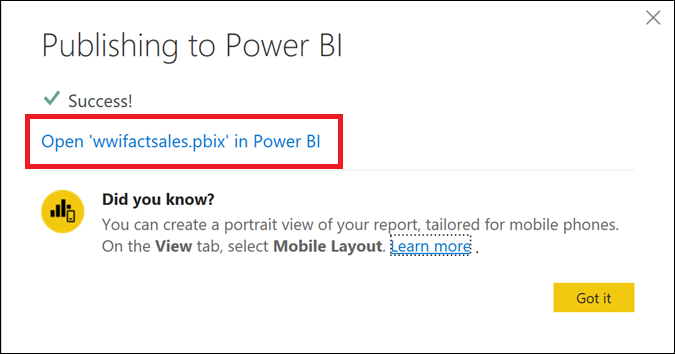 Publishing to Power BI
Success!
Open 'wwifactsales.pbix' in Power BI
Did you know?
You can create a portrait view of your report, tailored for mobile phones.
On the View tab, select Mobile Layout. Learn more .
Got it